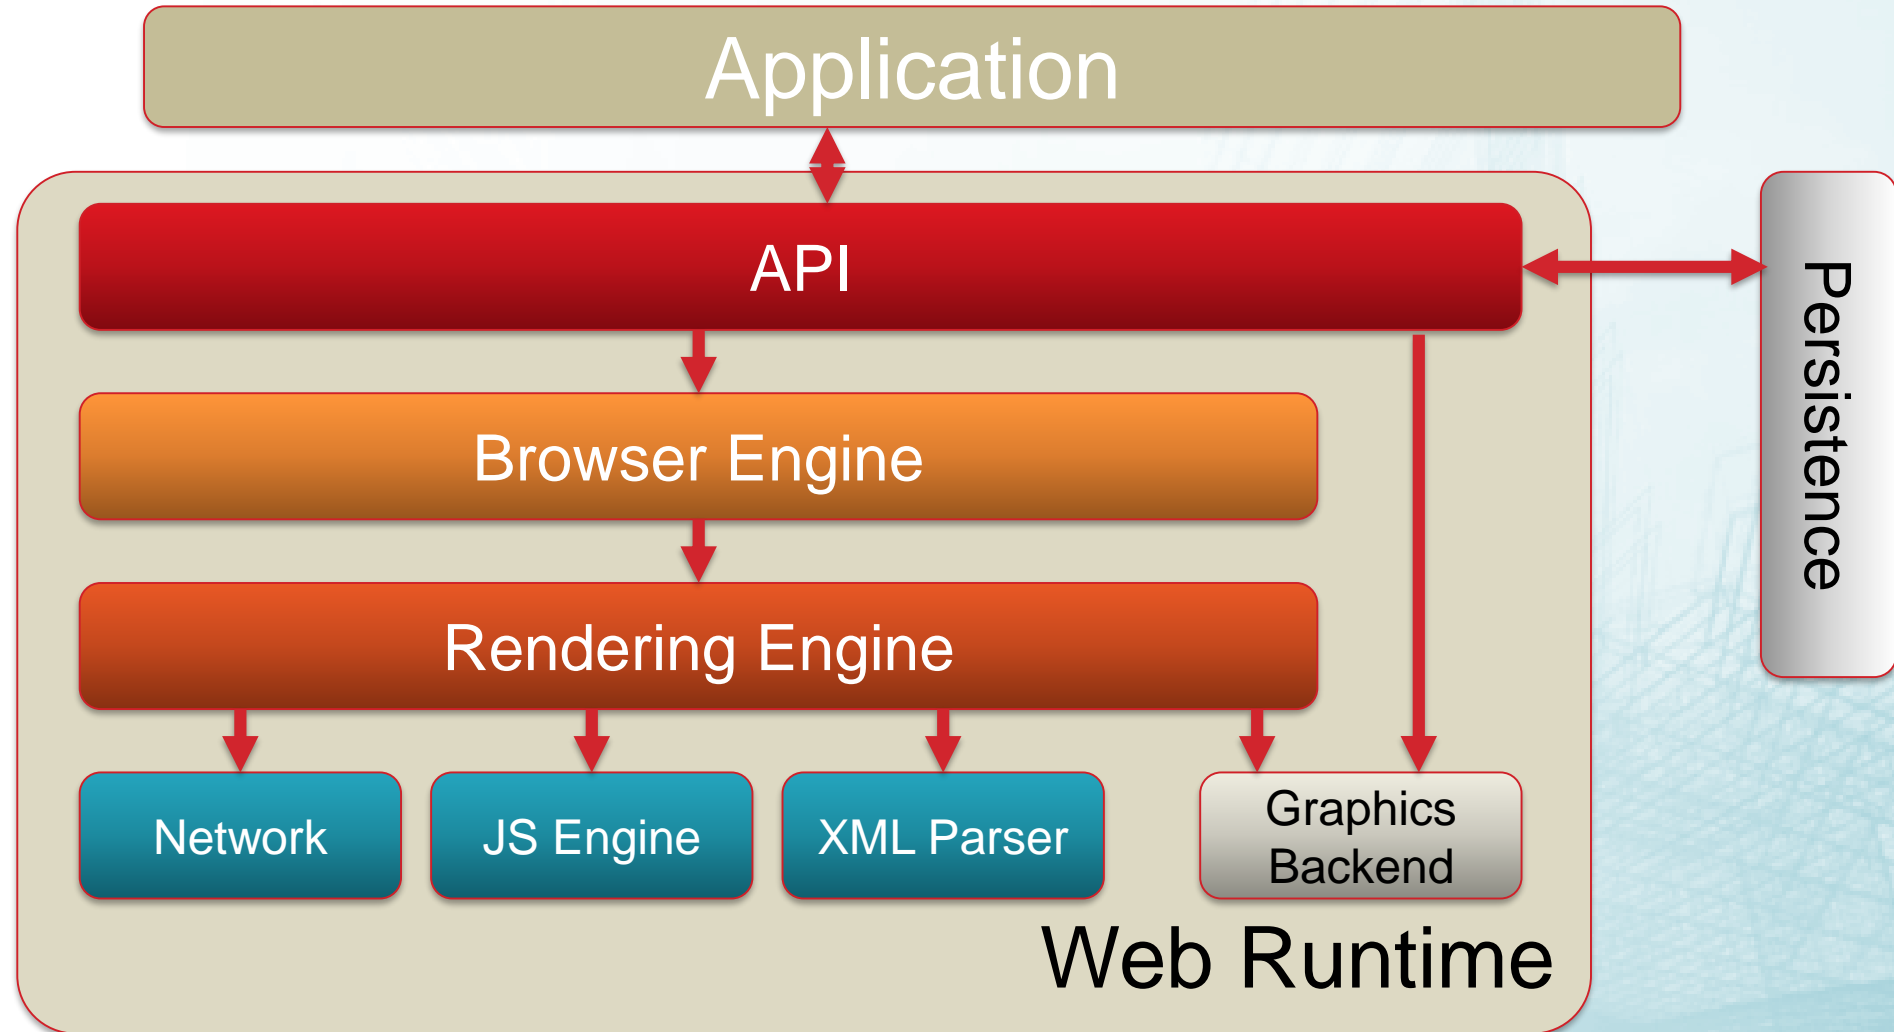 Application
API
Persistence
Browser Engine
Rendering Engine
Network
JS Engine
XML Parser
Graphics
Backend
Web Runtime